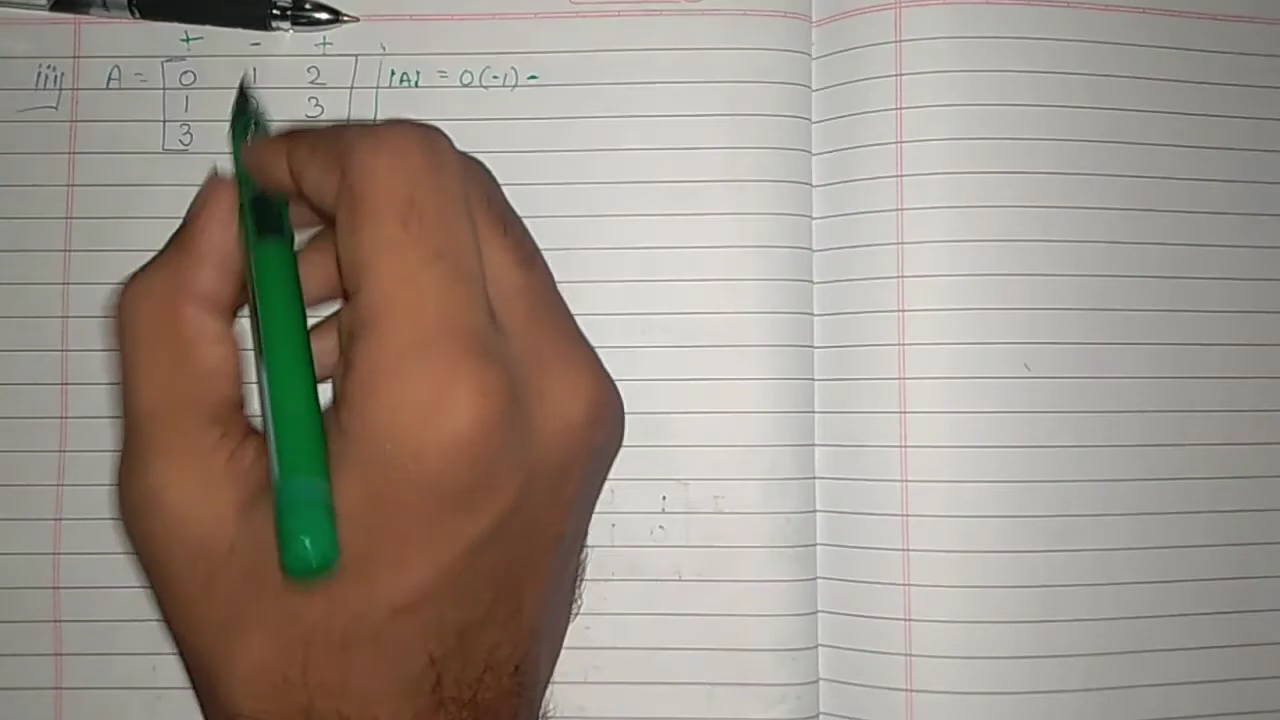 + - +
iii) A = 0 1 2 |A| = 0(-1) -
1 3
3